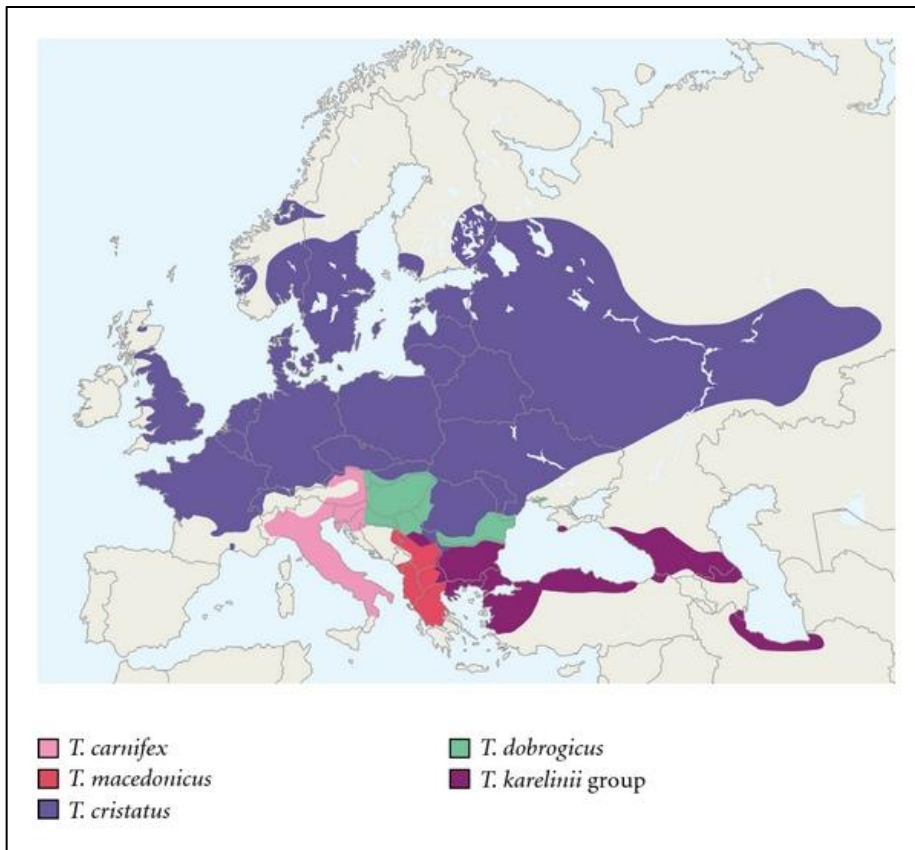 T. carnifex
T. macedonicus
T. cristatus
T. dobrogicus
T. karelinii group